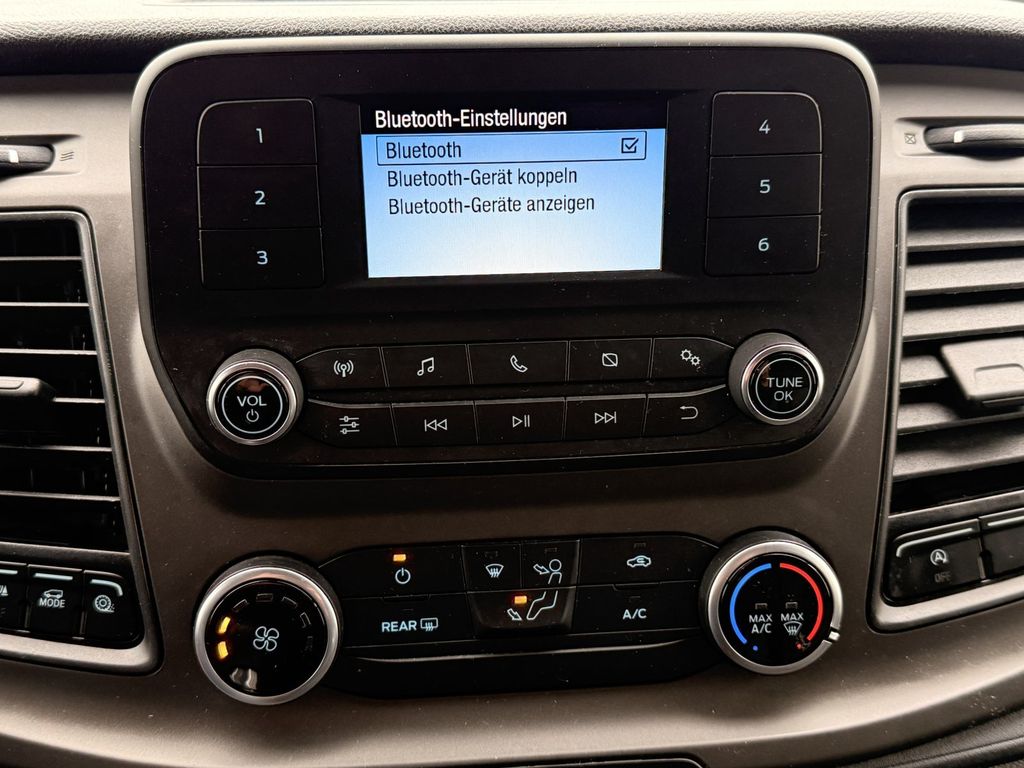 Bluetooth-Einstellungen
Bluetooth
Bluetooth-Gerät koppeln
Bluetooth-Geräte anzeigen
1
2
3
4
5
6
VOL
TUNE
OK
MODE
REAR
A/C
MAX
A/C
MAX
A
OFF